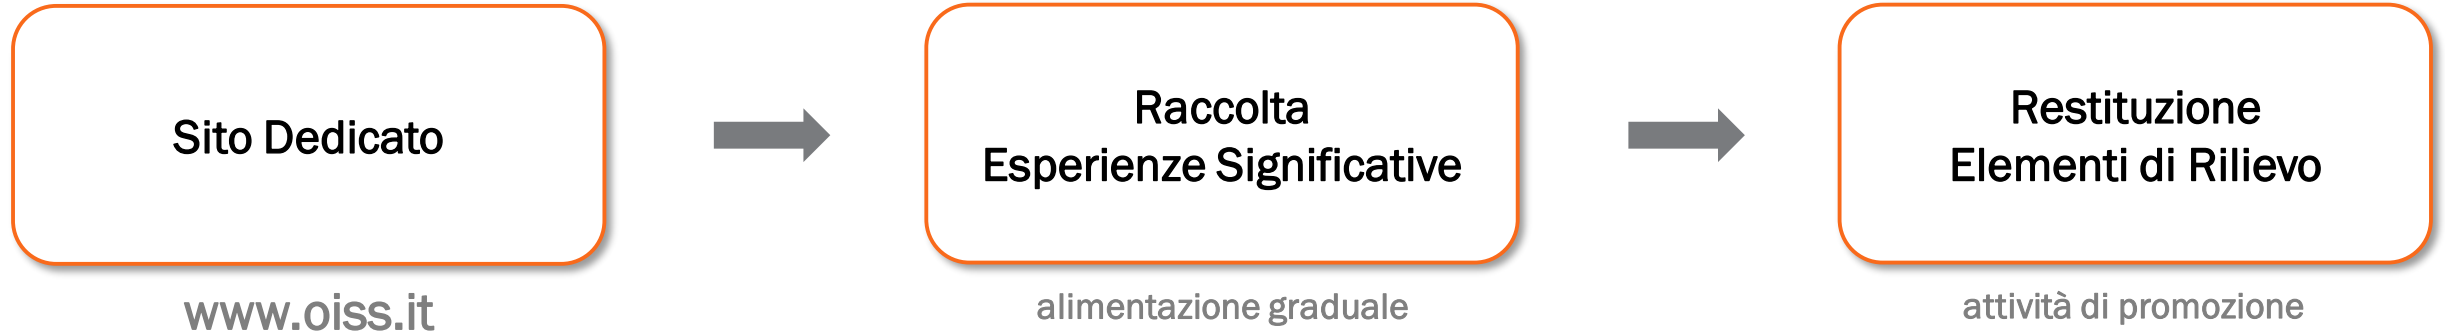 Sito Dedicato
www.oiss.it
Raccolta
Esperienze Significative
alimentazione graduale
Restituzione
Elementi di Rilievo
attività di promozione